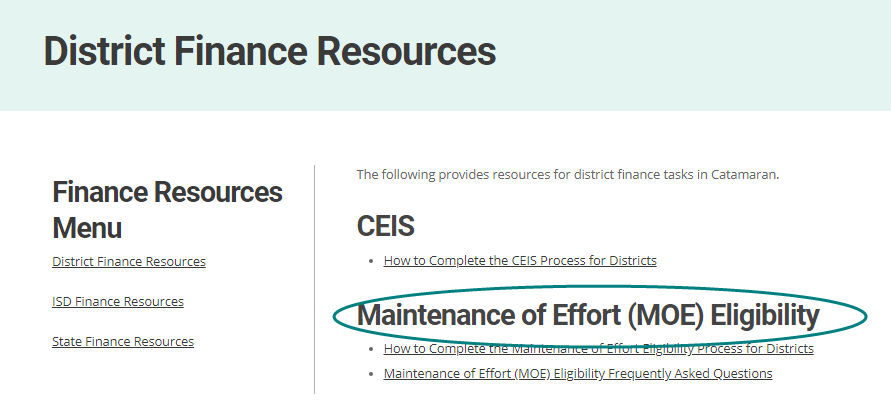 District Finance Resources
Finance Resources
Menu
District Finance Resources
ISD Finance Resources
State Finance Resources
The following provides resources for district finance tasks in Catamaran.
CEIS
How to Complete the CEIS Process for Districts
Maintenance of Effort (MOE) Eligibility
How to Complete the Maintenance of Effort Eligibility Process for Districts
Maintenance of Effort (MOE) Eligibility Frequently Asked Questions